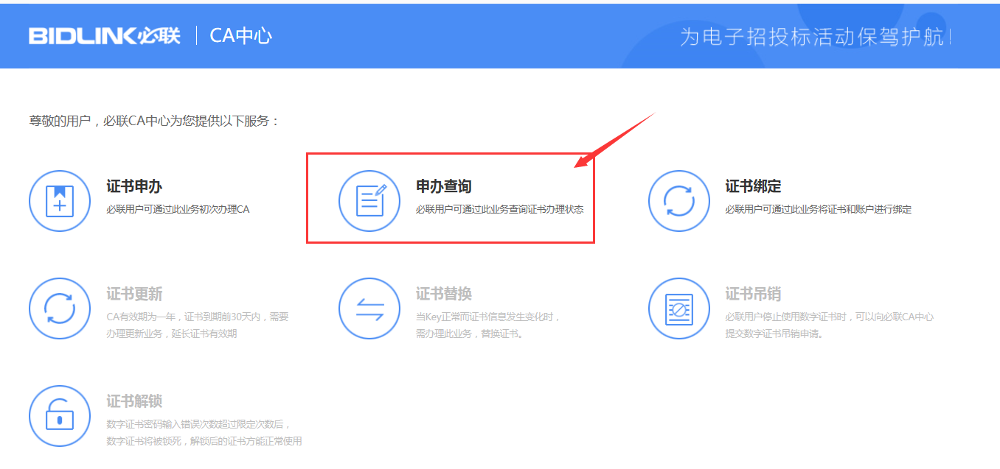 BIDLINK必联 CA中心
为电子招投标活动保驾护航!
尊敬的用户，必联CA中心为您提供以下服务：
证书申办
必联用户可通过此业务初次办理CA
申办查询
必联用户可通过此业务查询证书办理状态
证书绑定
必联用户可通过此业务将证书和账户进行绑定
证书更新
CA有效期为一年，证书到期前30天内，需要
办理更新业务，延长证书有效期
证书替换
当Key正常而证书信息发生变化时，
需办理此业务，替换证书。
证书吊销
必联用户停止使用数字证书时，可以向必联CA中心
提交数字证书吊销申请。
证书解锁
数字证书密码输入错误次数超过限定次数后，
数字证书将被锁死，解锁后的证书方能正常使用